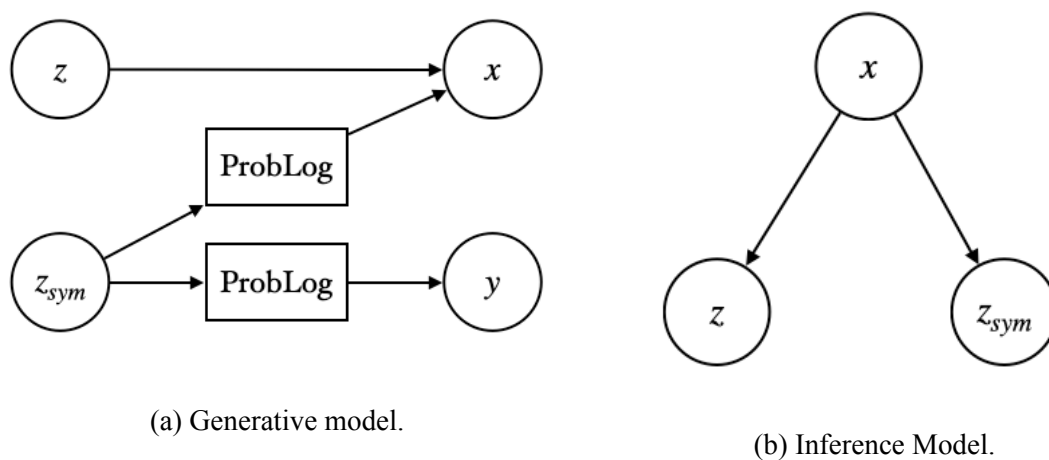 z
x
ProbLog
z_sym
ProbLog
y
(a) Generative model.
x
z
z_sym
(b) Inference Model.